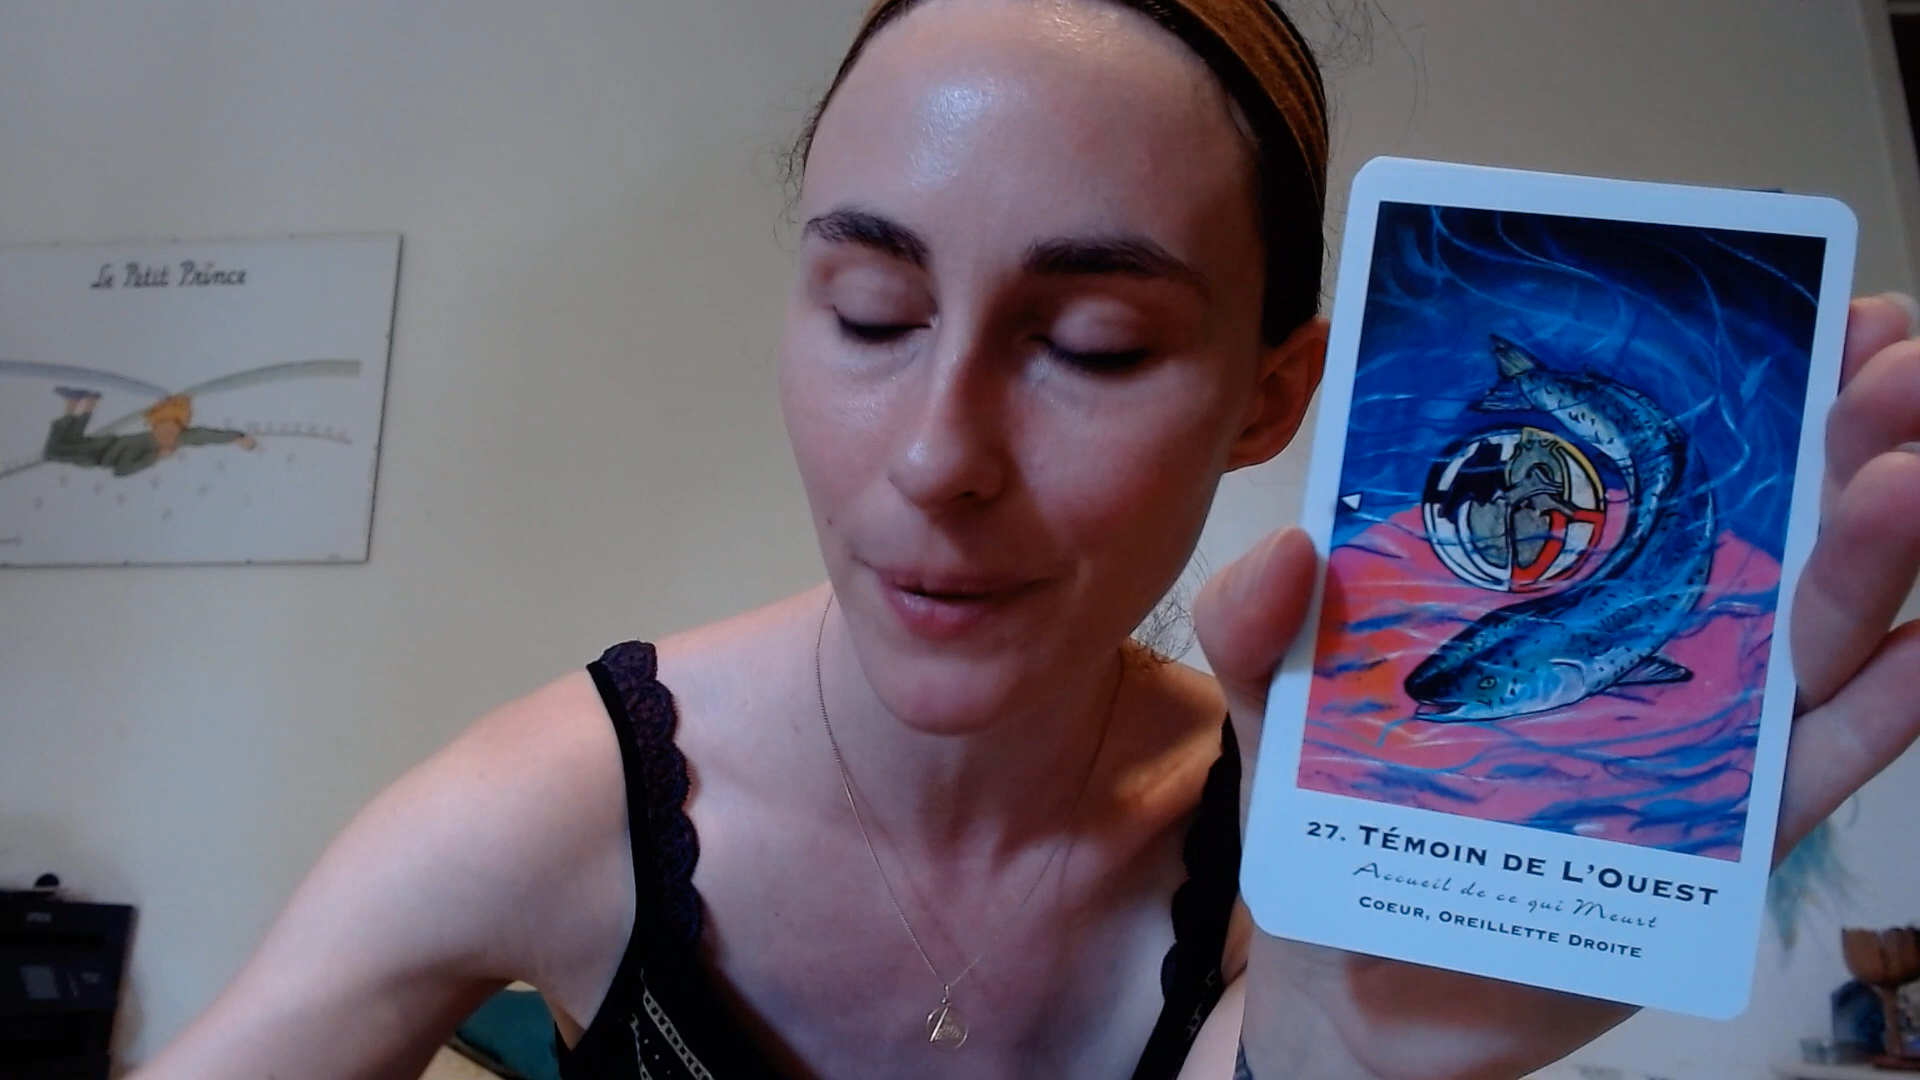 Le Petit Prince
27. TÉMOIN DE L'OUEST
Accueil de ce qui Meurt
COEUR, OREILLETTE DROITE